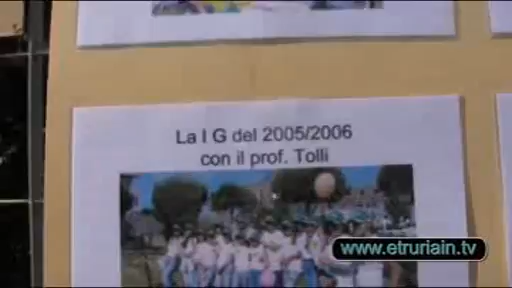 La I G del 2005/2006
con il prof. Tolli
www.etruriain.tv